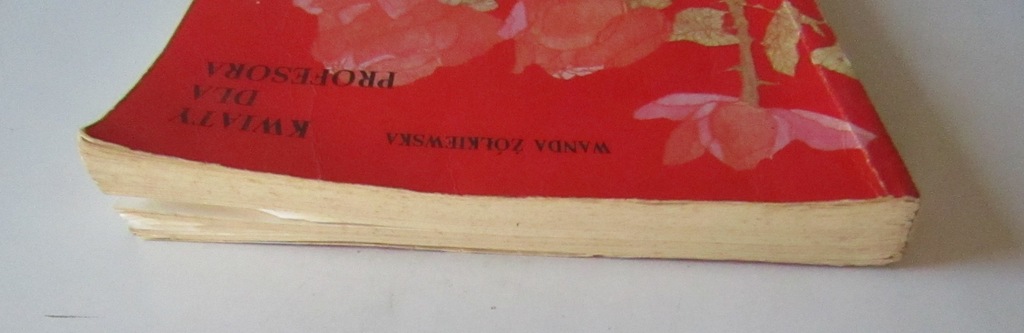 WANDA ŻÓŁKIEWSKA
KWIATY
DLA
PROFESORA